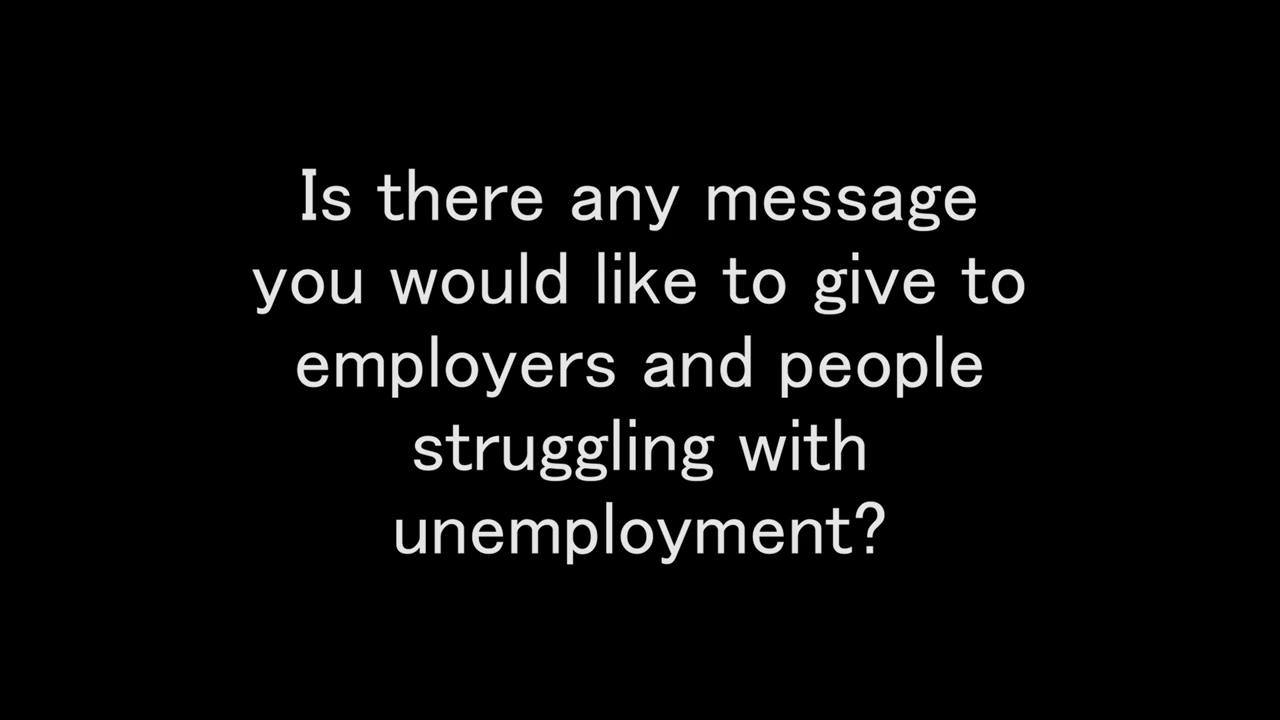 Is there any message
you would like to give to
employers and people
struggling with
unemployment?